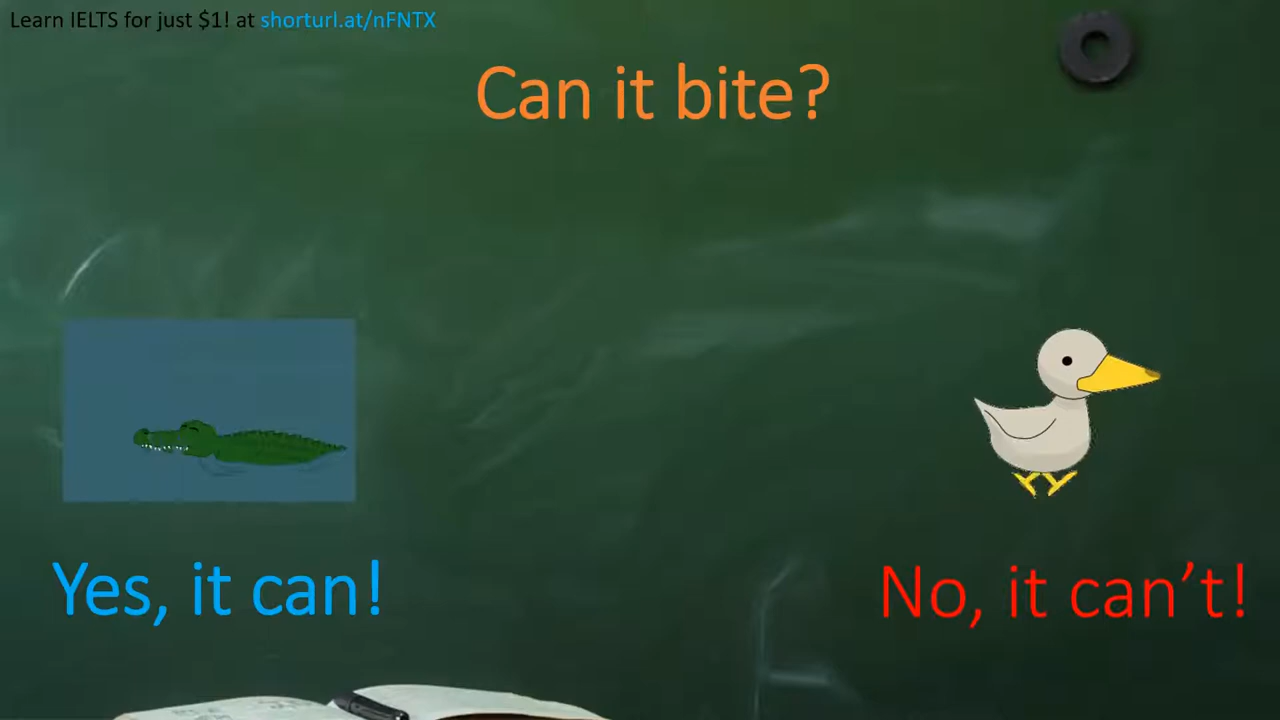 Learn IELTS for just $1! at shorturl.at/nFNTX
Can it bite?
Yes, it can!
No, it can’t!